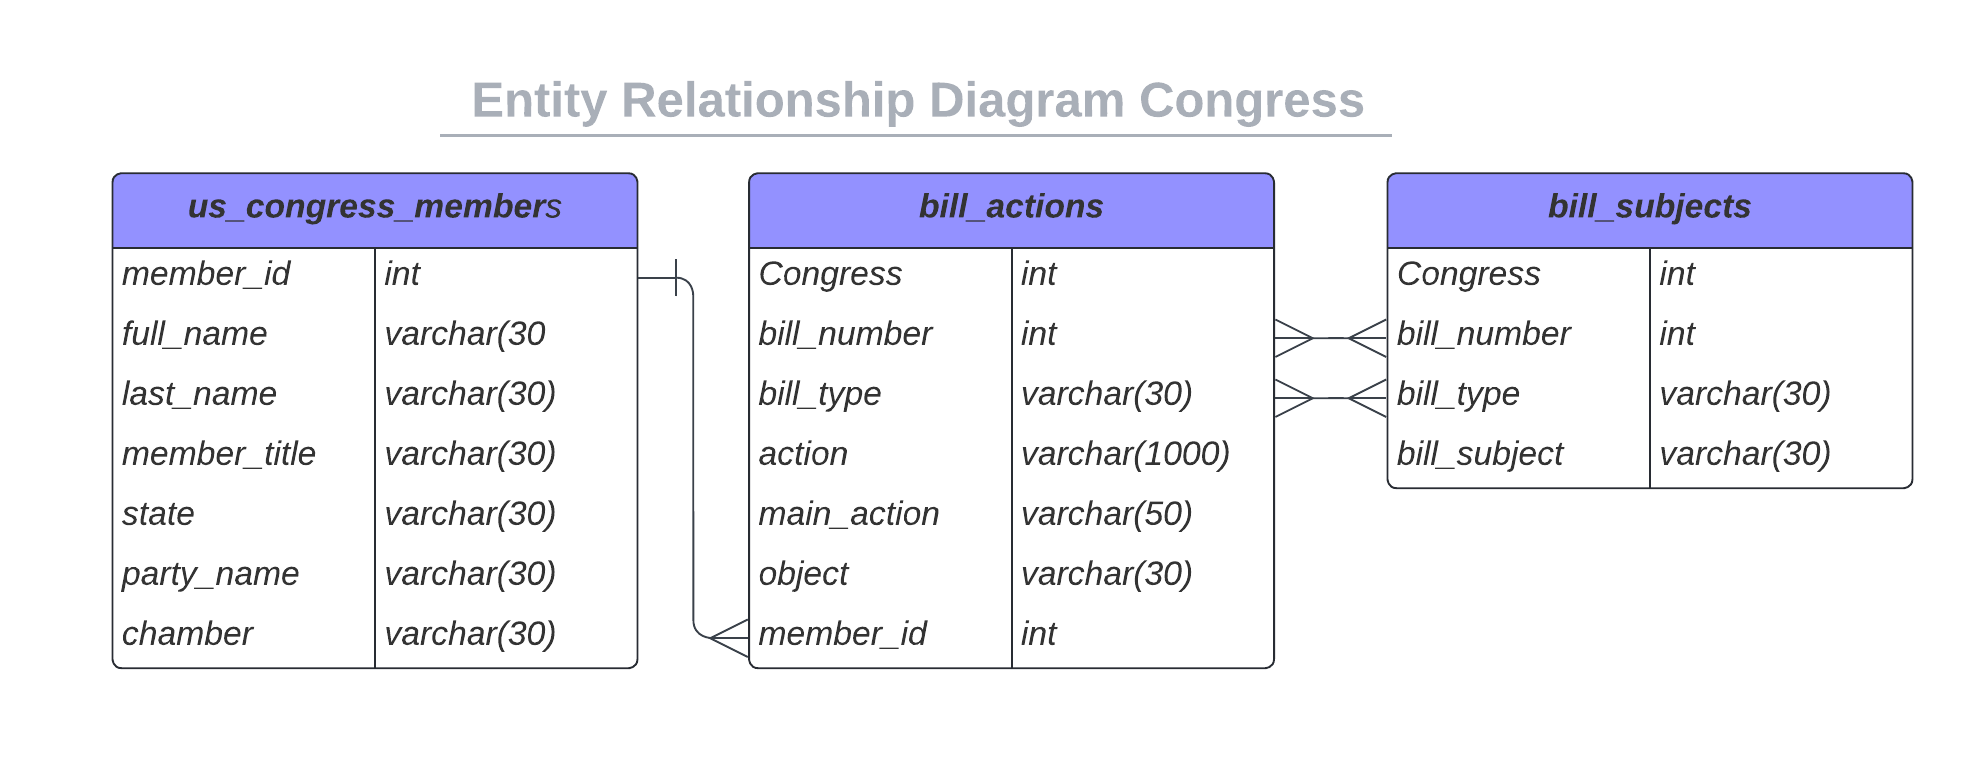 Entity Relationship Diagram Congress
us_congress_members
member_id int
full_name varchar(30
last_name varchar(30)
member_title varchar(30)
state varchar(30)
party_name varchar(30)
chamber varchar(30)
bill_actions
Congress int
bill_number int
bill_type varchar(30)
action varchar(1000)
main_action varchar(50)
object varchar(30)
member_id int
bill_subjects
Congress int
bill_number int
bill_type varchar(30)
bill_subject varchar(30)